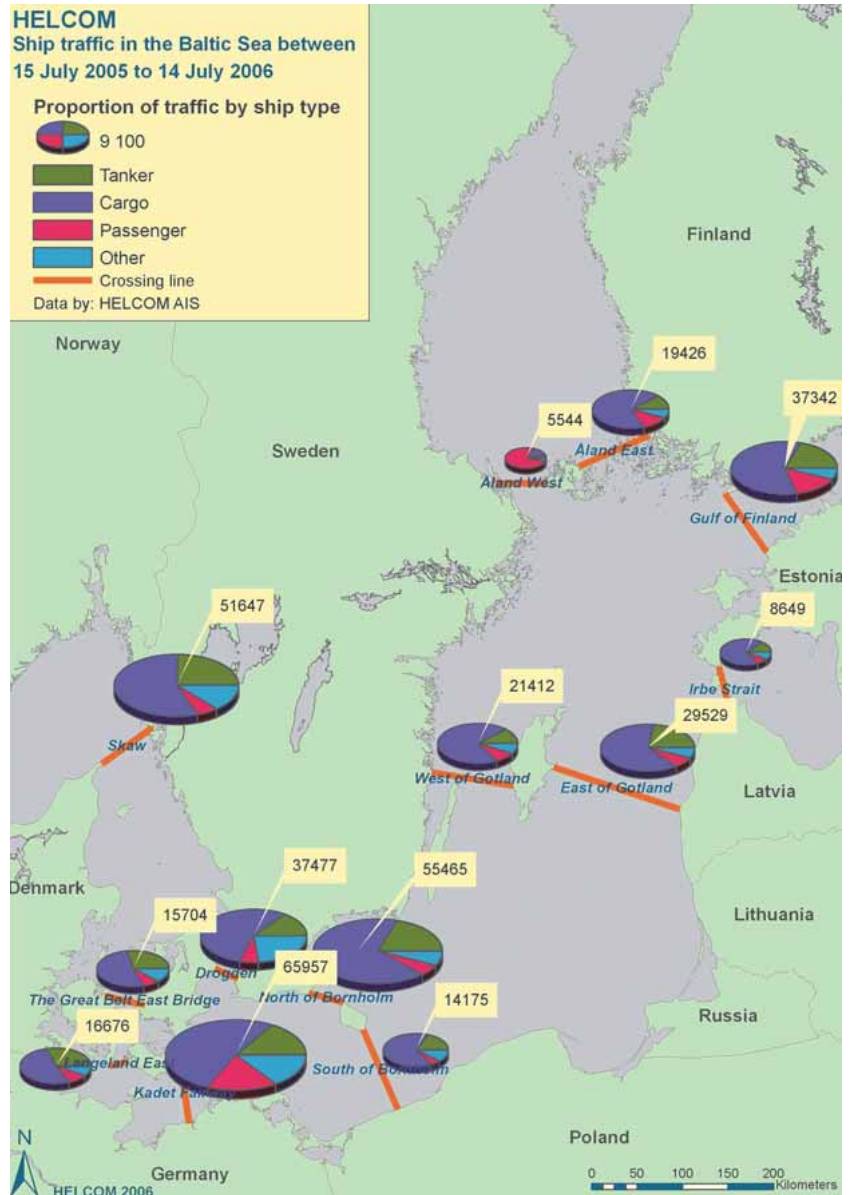 HELCOM
Ship traffic in the Baltic Sea between
15 July 2005 to 14 July 2006
Proportion of traffic by ship type
9 100
Tanker
Cargo
Passenger
Other
Crossing line
Data by: HELCOM AIS
Norway
Finland
Sweden
19426
37342
5544
Åland East
Åland West
Gulf of Finland
Estonia
51647
8649
21412
Irbe Strait
29529
Skaw
West of Gotland
East of Gotland
Latvia
37477
55465
Denmark
15704
Lithuania
65957
Drogden
The Great Belt East Bridge
North of Bornholm
14175
Russia
16676
Langeland East
South of Bornholm
Kadet Fairway
N
Poland
Germany
0 50 100 150 200
Kilometers
HELCOM 2006